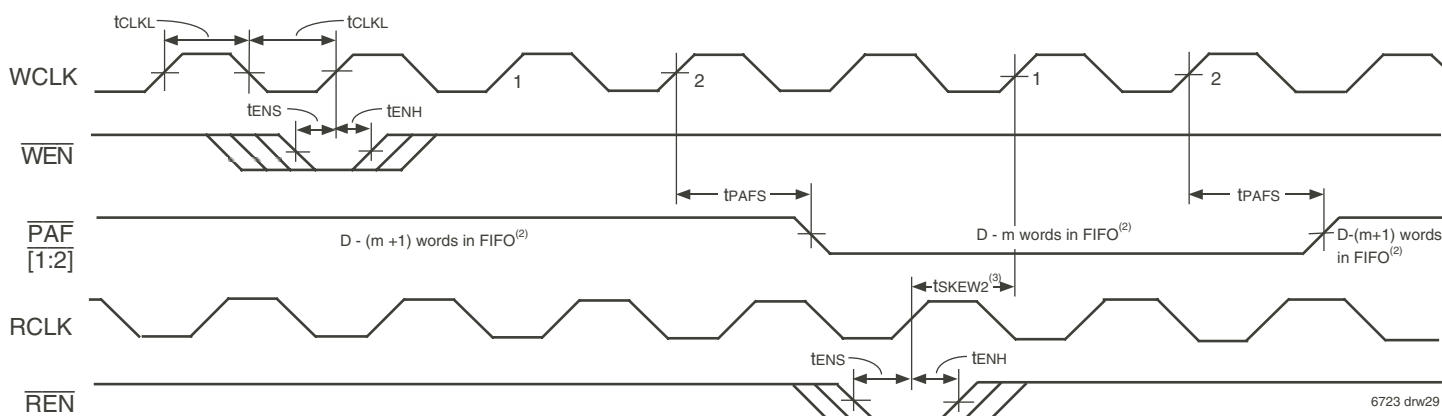 tCLKL tCLKL
WCLK 1 2 1 2
tENS tENH
WEN
tPAFS tPAFS
PAF
[1:2]
D - (m +1) words in FIFO(2) D - m words in FIFO(2) D-(m+1) words
in FIFO(2)
tSKEW2(3)
RCLK
tENS tENH
REN
6723 drw29